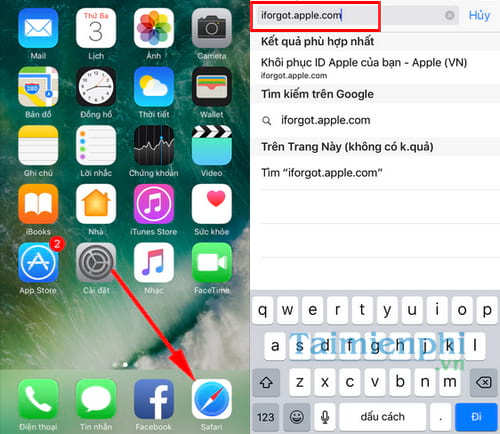 Mail
Thứ Ba
18
Lịch
Ảnh
Camera
280
Bản đồ
Đồng hồ
Thời tiết
Wallet
Ghi chú
Lời nhắc
Chứng khoán
Video
iBooks
Nhà
iTunes Store
Sức khỏe
2
App Store
Cài đặt
Nhạc
FaceTime
Điện thoại
Tin nhắn
Facebook
Safari
iforgot.apple.com
Hủy
Kết quả phù hợp nhất
Khôi phục ID Apple của bạn - Apple (VN)
iforgot.apple.com
Tìm kiếm trên Google
iforgot.apple.com
Trên Trang Này (không có k.quả)
Tìm “iforgot.apple.com”
q w e r t y u i o p
a s d f g h j k l
z x c v b n m
123 dấu cách . Đi
Taimienphi
.vn